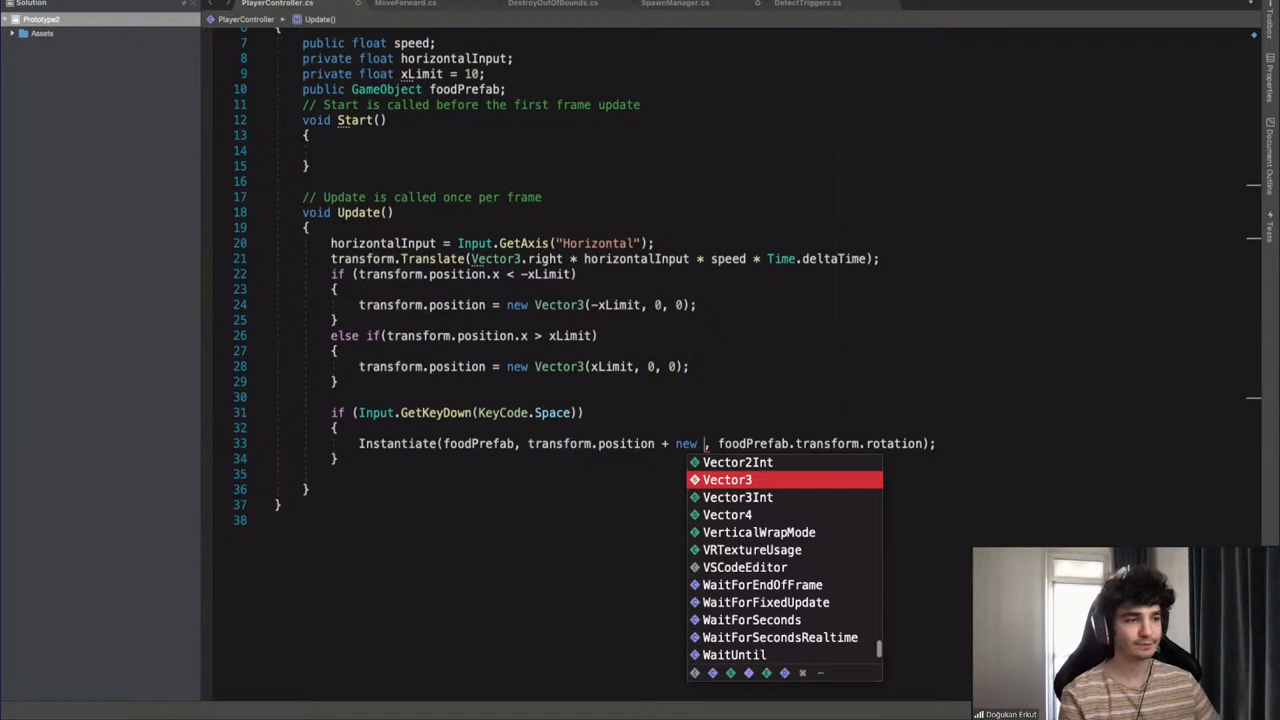 Solution
PlayerController.cs
MoveForward.cs
DestroyOutOfBounds.cs
SpawnManager.cs
DetectTriggers.cs
Prototype2
PlayerController
Update()
Assets
6 {
7 public float speed;
8 private float horizontalInput;
9 private float xLimit = 10;
10 public GameObject foodPrefab;
11 // Start is called before the first frame update
12 void Start()
13 {
14
15 }
16
17 // Update is called once per frame
18 void Update()
19 {
20 horizontalInput = Input.GetAxis("Horizontal");
21 transform.Translate(Vector3.right * horizontalInput * speed * Time.deltaTime);
22 if (transform.position.x < -xLimit)
23 {
24 transform.position = new Vector3(-xLimit, 0, 0);
25 }
26 else if(transform.position.x > xLimit)
27 {
28 transform.position = new Vector3(xLimit, 0, 0);
29 }
30
31 if (Input.GetKeyDown(KeyCode.Space))
32 {
33 Instantiate(foodPrefab, transform.position + new , foodPrefab.transform.rotation);
34 }
35
36 }
37 }
38
Vector2Int
Vector3
Vector3Int
Vector4
VerticalWrapMode
VRTextureUsage
VSCodeEditor
WaitForEndOfFrame
WaitForFixedUpdate
WaitForSeconds
WaitForSecondsRealtime
WaitUntil
Toolbox
Properties
Document Outline
Tests
Doğukan Erkut